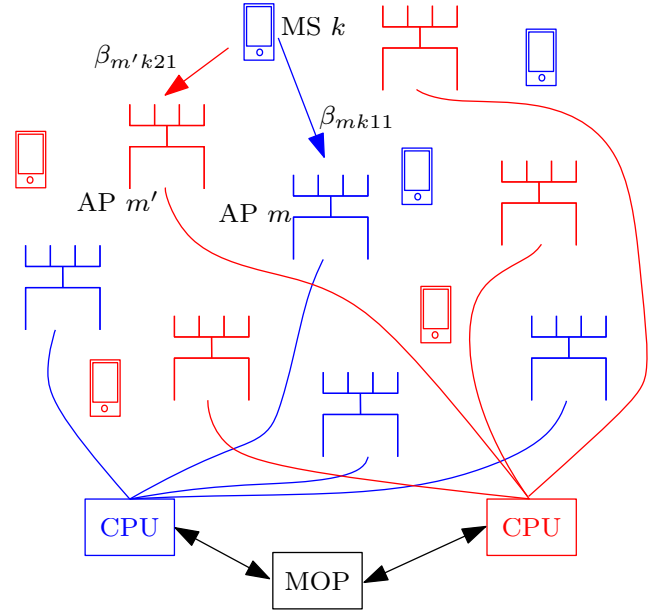 MS k
β_{m′k21}
β_{mk11}
AP m′
AP m
CPU
CPU
MOP